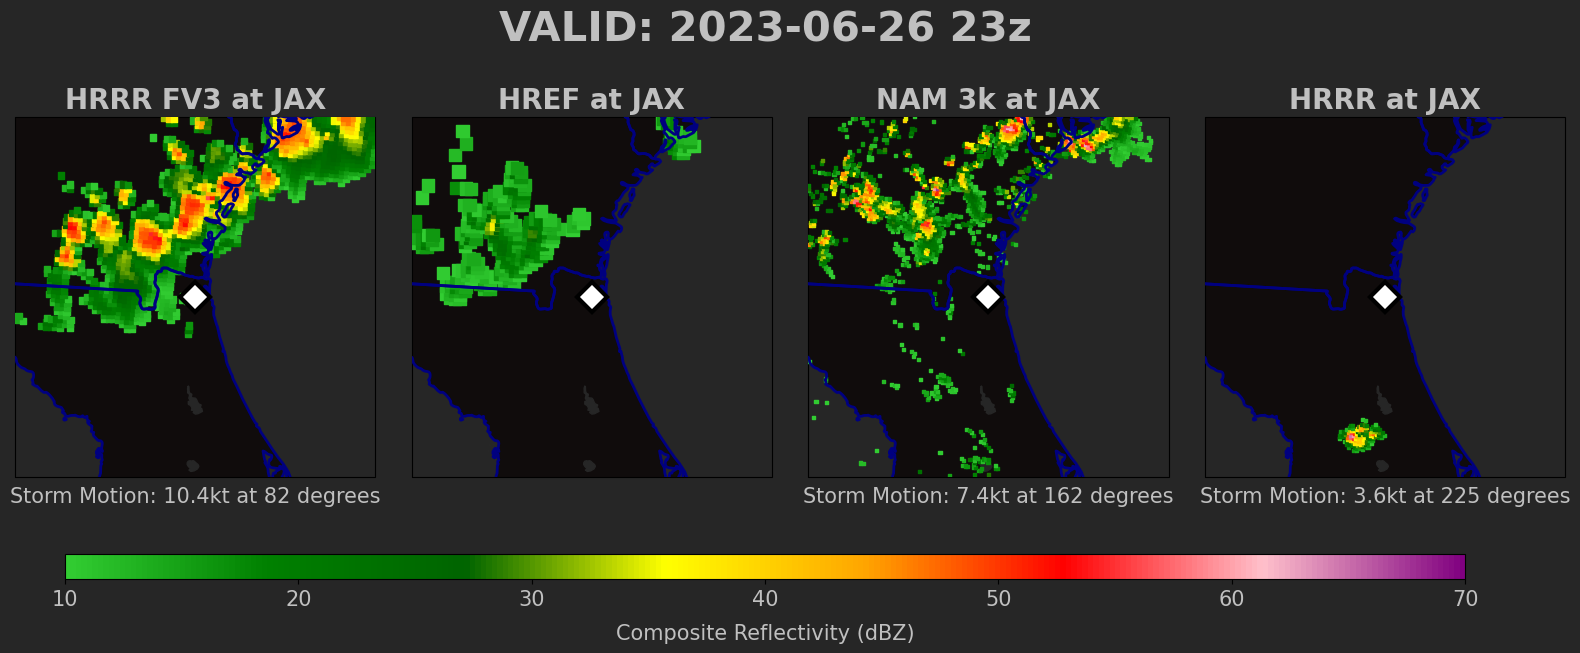 VALID: 2023-06-26 23z
HRRR FV3 at JAX
HREF at JAX
NAM 3k at JAX
HRRR at JAX
Storm Motion: 10.4kt at 82 degrees
Storm Motion: 7.4kt at 162 degrees
Storm Motion: 3.6kt at 225 degrees
10 20 30 40 50 60 70
Composite Reflectivity (dBZ)